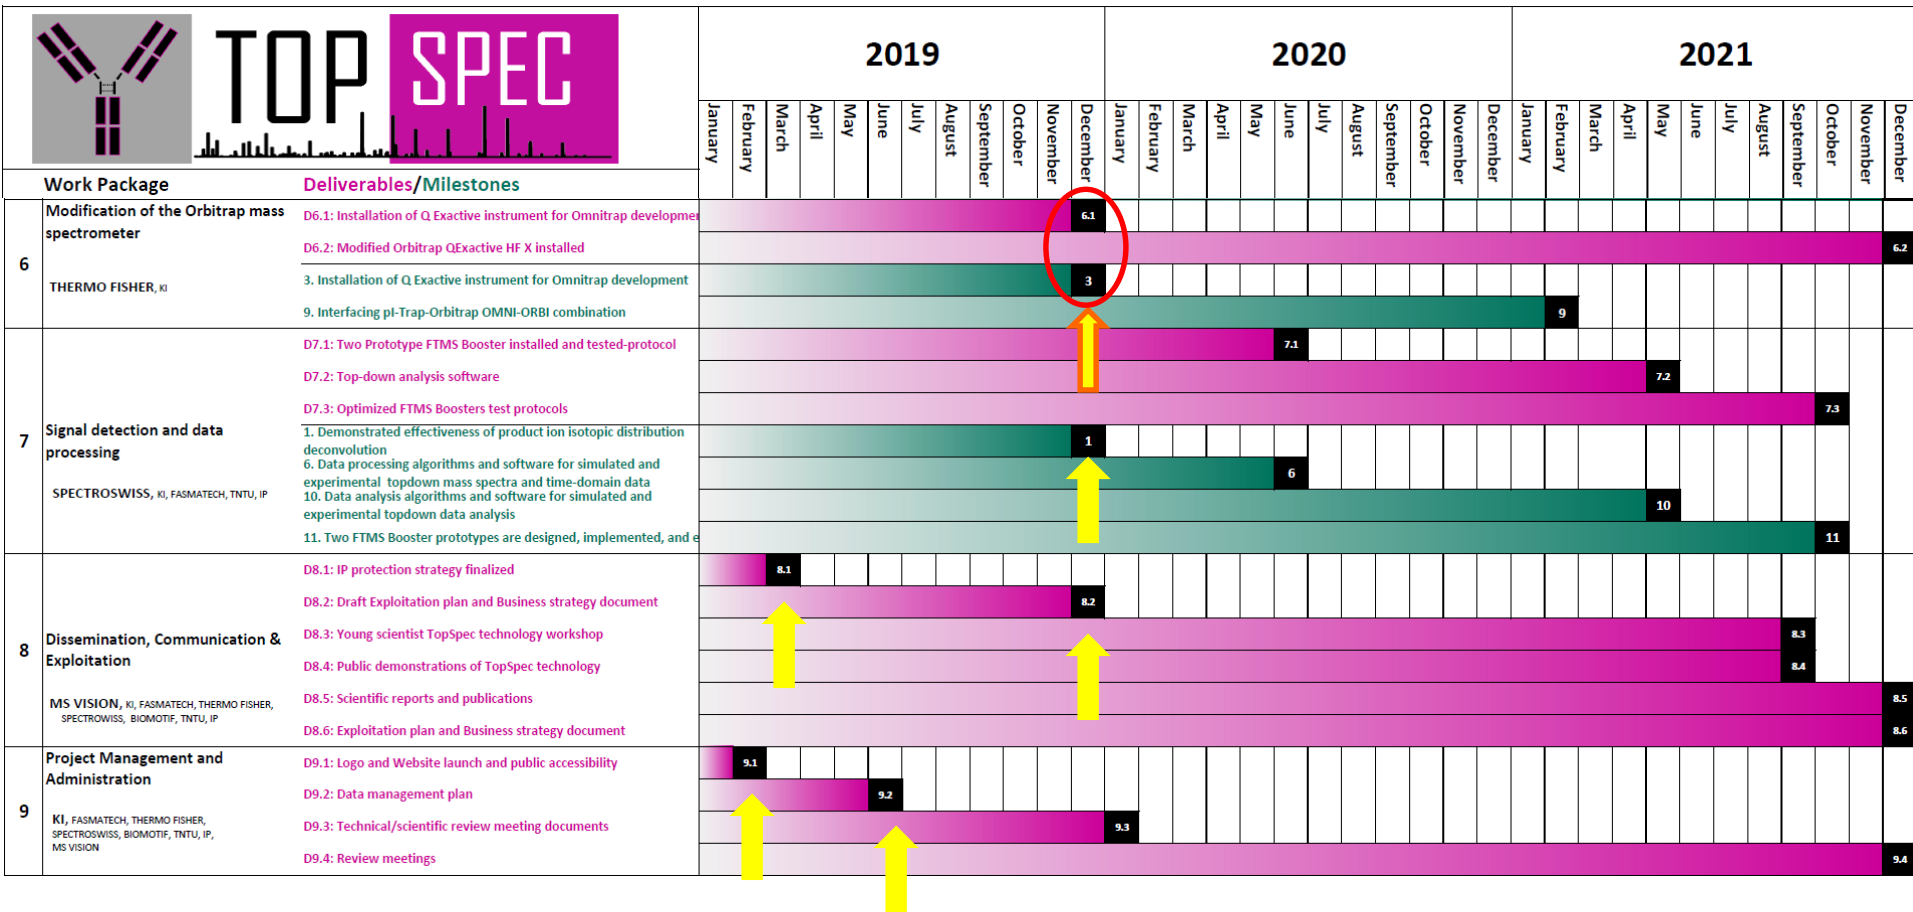 TOP SPEC
2019
2020
2021
January February March April May June July August September October November December January February March April May June July August September October November December January February March April May June July August September October November December
Work Package
Deliverables/Milestones
6
Modification of the Orbitrap mass
spectrometer
THERMO FISHER, KI
D6.1: Installation of Q Exactive instrument for Omnitrap developmen
6.1
D6.2: Modified Orbitrap QExactive HF X installed
6.2
3. Installation of Q Exactive instrument for Omnitrap development
3
9. Interfacing pI-Trap-Orbitrap OMNI-ORBI combination
9
7
Signal detection and data
processing
SPECTROSWISS, KI, FASMATECH, TNTU, IP
D7.1: Two Prototype FTMS Booster installed and tested-protocol
7.1
D7.2: Top-down analysis software
7.2
D7.3: Optimized FTMS Boosters test protocols
7.3
1. Demonstrated effectiveness of product ion isotopic distribution
deconvolution
1
6. Data processing algorithms and software for simulated and
experimental topdown mass spectra and time-domain data
6
10. Data analysis algorithms and software for simulated and
experimental topdown data analysis
10
11. Two FTMS Booster prototypes are designed, implemented, and e
11
8
Dissemination, Communication &
Exploitation
MS VISION, KI, FASMATECH, THERMO FISHER,
SPECTROWISS, BIOMOTIF, TNTU, IP
D8.1: IP protection strategy finalized
8.1
D8.2: Draft Exploitation plan and Business strategy document
8.2
D8.3: Young scientist TopSpec technology workshop
8.3
D8.4: Public demonstrations of TopSpec technology
8.4
D8.5: Scientific reports and publications
8.5
D8.6: Exploitation plan and Business strategy document
8.6
9
Project Management and
Administration
KI, FASMATECH, THERMO FISHER,
SPECTROSWISS, BIOMOTIF, TNTU, IP,
MS VISION
D9.1: Logo and Website launch and public accessibility
9.1
D9.2: Data management plan
9.2
D9.3: Technical/scientific review meeting documents
9.3
D9.4: Review meetings
9.4